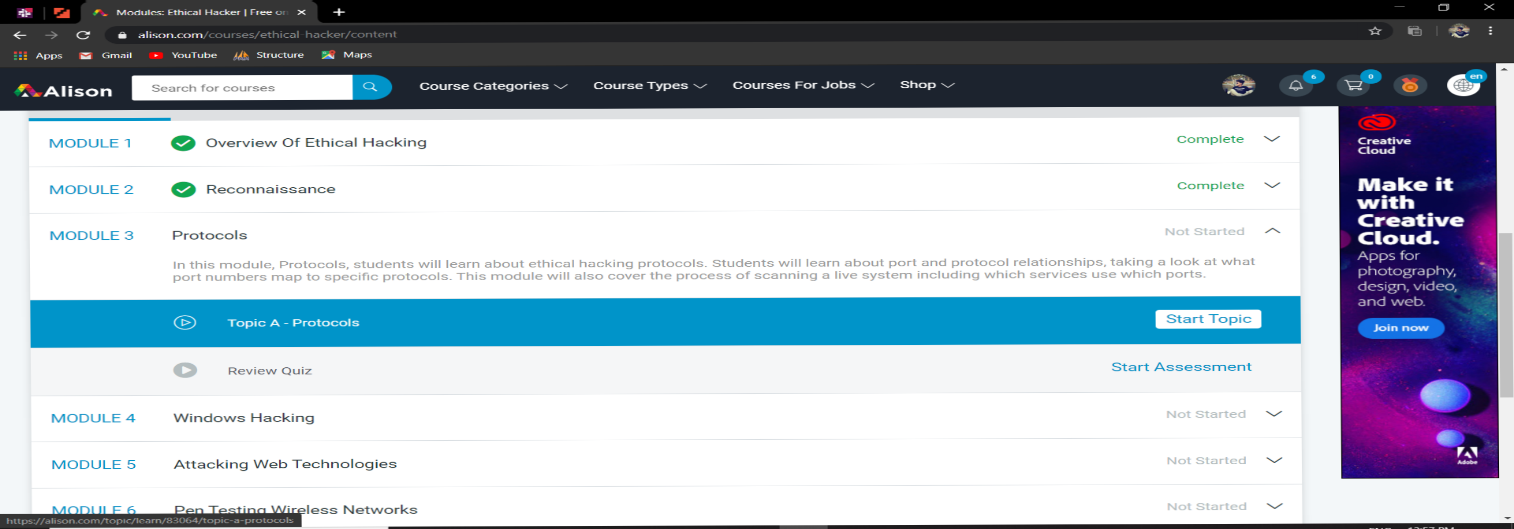 Modules: Ethical Hacker | Free on
alison.com/courses/ethical-hacker/content
Apps Gmail YouTube Structure Maps
Alison Search for courses Course Categories Course Types Courses For Jobs Shop 6 0 en
MODULE 1 Overview Of Ethical Hacking Complete
MODULE 2 Reconnaissance Complete
MODULE 3 Protocols Not Started
In this module, Protocols, students will learn about ethical hacking protocols. Students will learn about port and protocol relationships, taking a look at what
port numbers map to specific protocols. This module will also cover the process of scanning a live system including which services use which ports.
Topic A - Protocols Start Topic
Review Quiz Start Assessment
MODULE 4 Windows Hacking Not Started
MODULE 5 Attacking Web Technologies Not Started
MODULE 6 Pen Testing Wireless Networks Not Started
https://alison.com/topic/learn/83064/topic-a-protocols
Creative
Cloud
Make it
with
Creative
Cloud.
Apps for
photography,
design, video,
and web.
Join now
Adobe